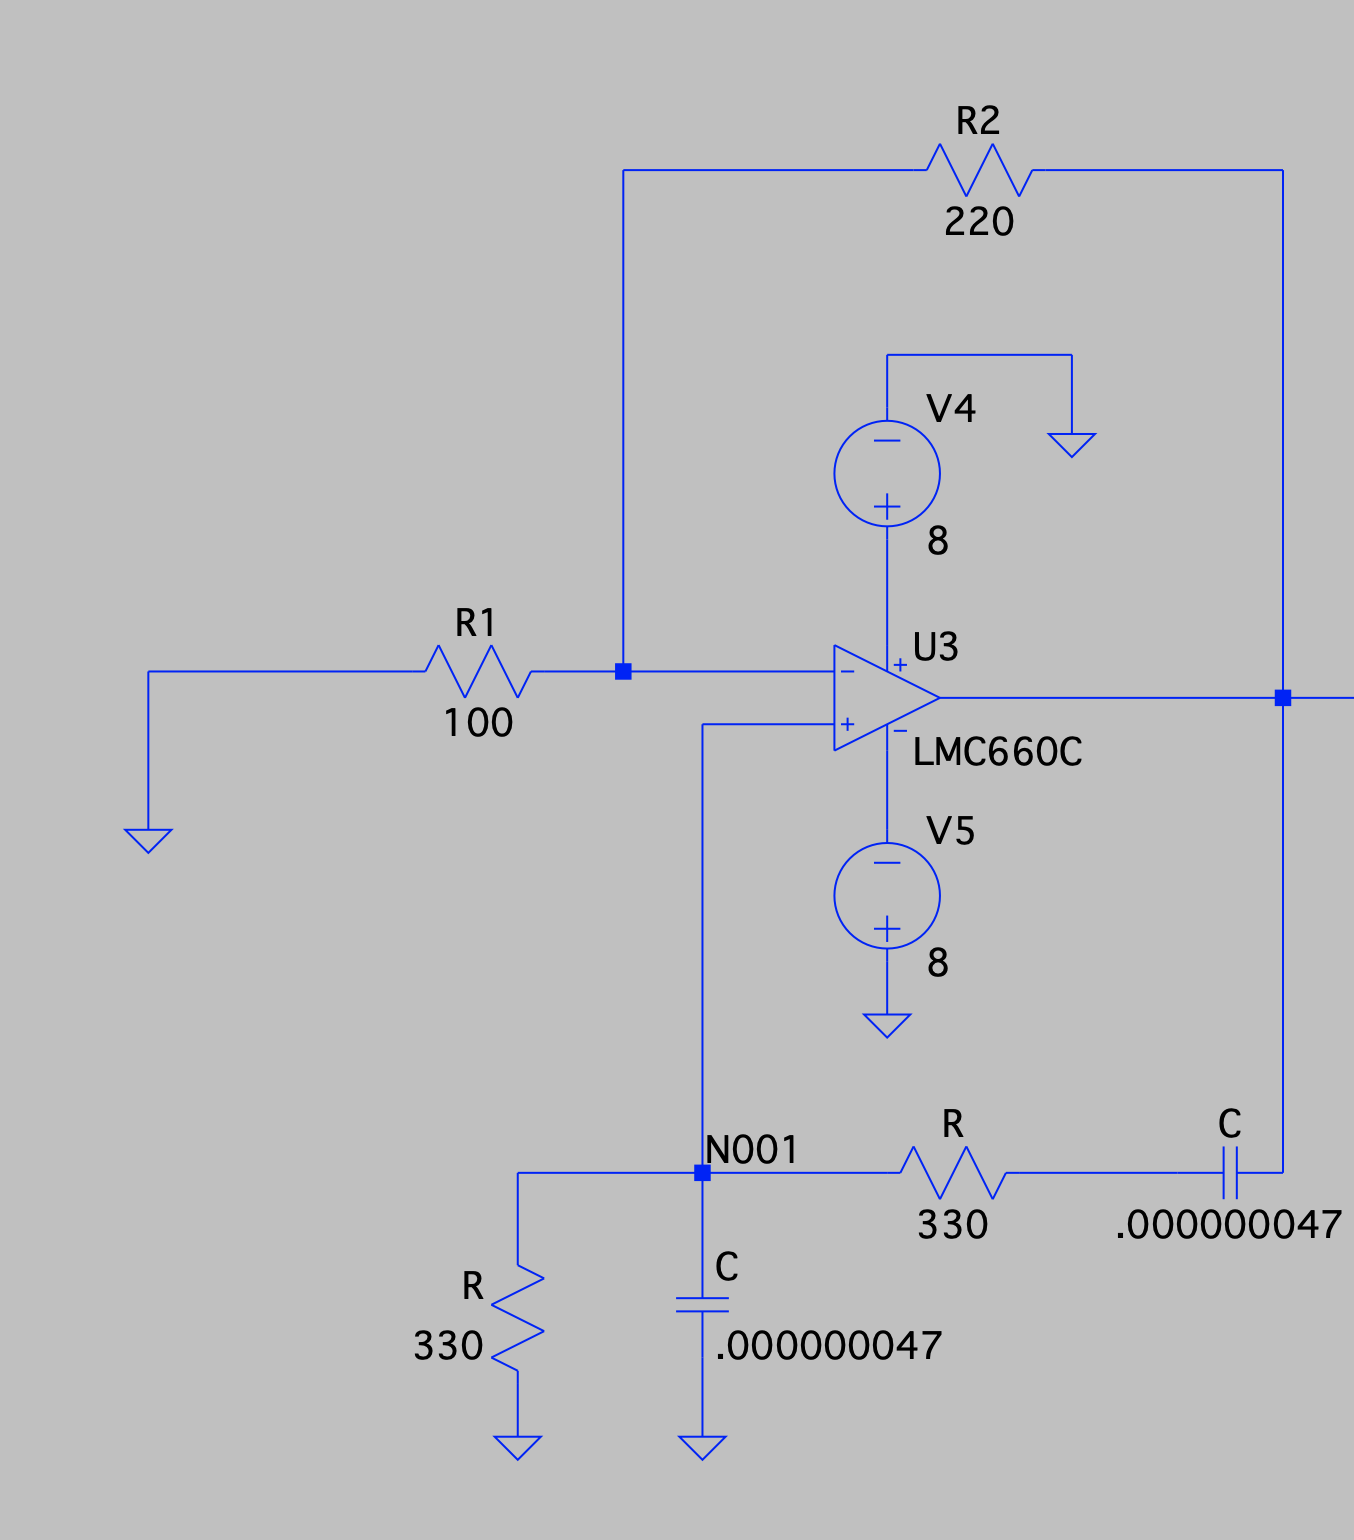 R2
220
V4
8
R1
100
U3
LMC660C
V5
8
N001
R
330
C
.000000047
R
330
C
.000000047